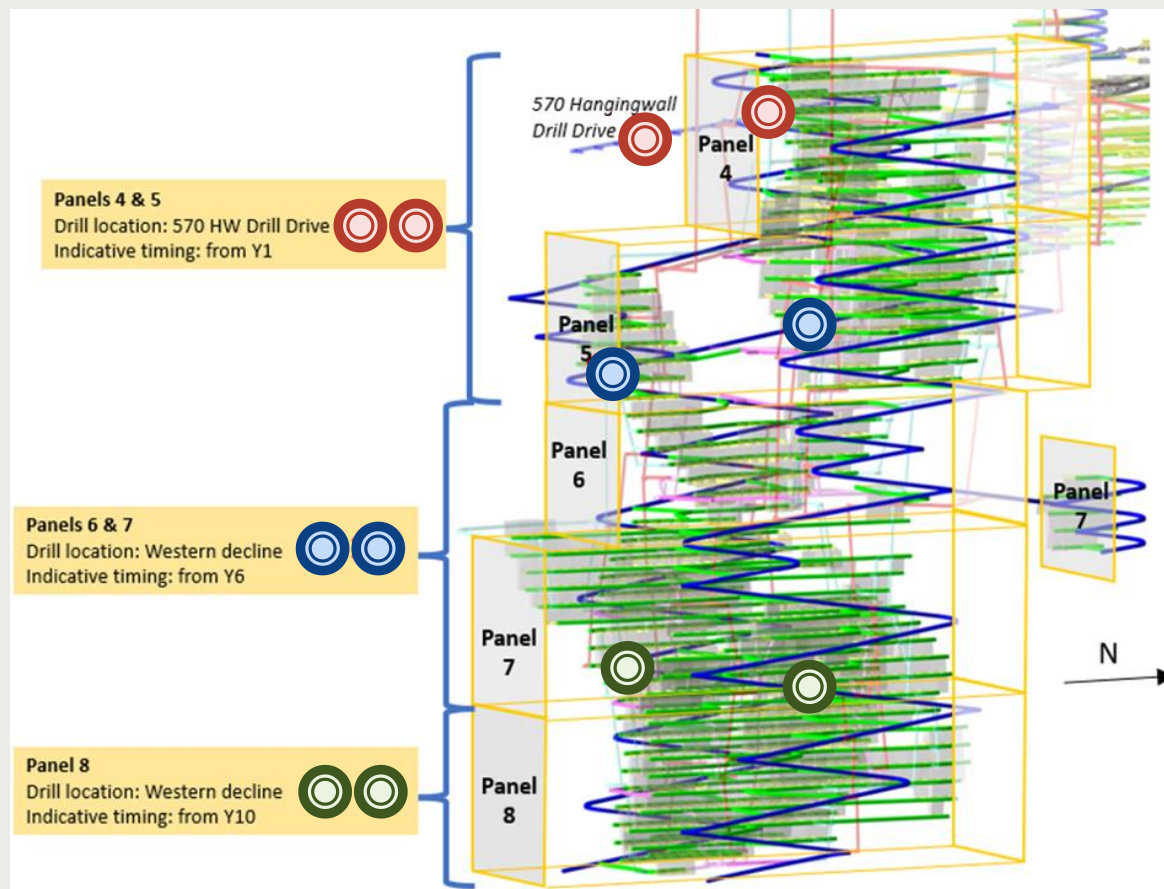 570 Hangingwall
Drill Drive
Panel
4
Panels 4 & 5
Drill location: 570 HW Drill Drive
Indicative timing: from Y1
Panel
5
Panel
6
Panel
7
Panels 6 & 7
Drill location: Western decline
Indicative timing: from Y6
Panel
7
N
Panel 8
Drill location: Western decline
Indicative timing: from Y10
Panel
8